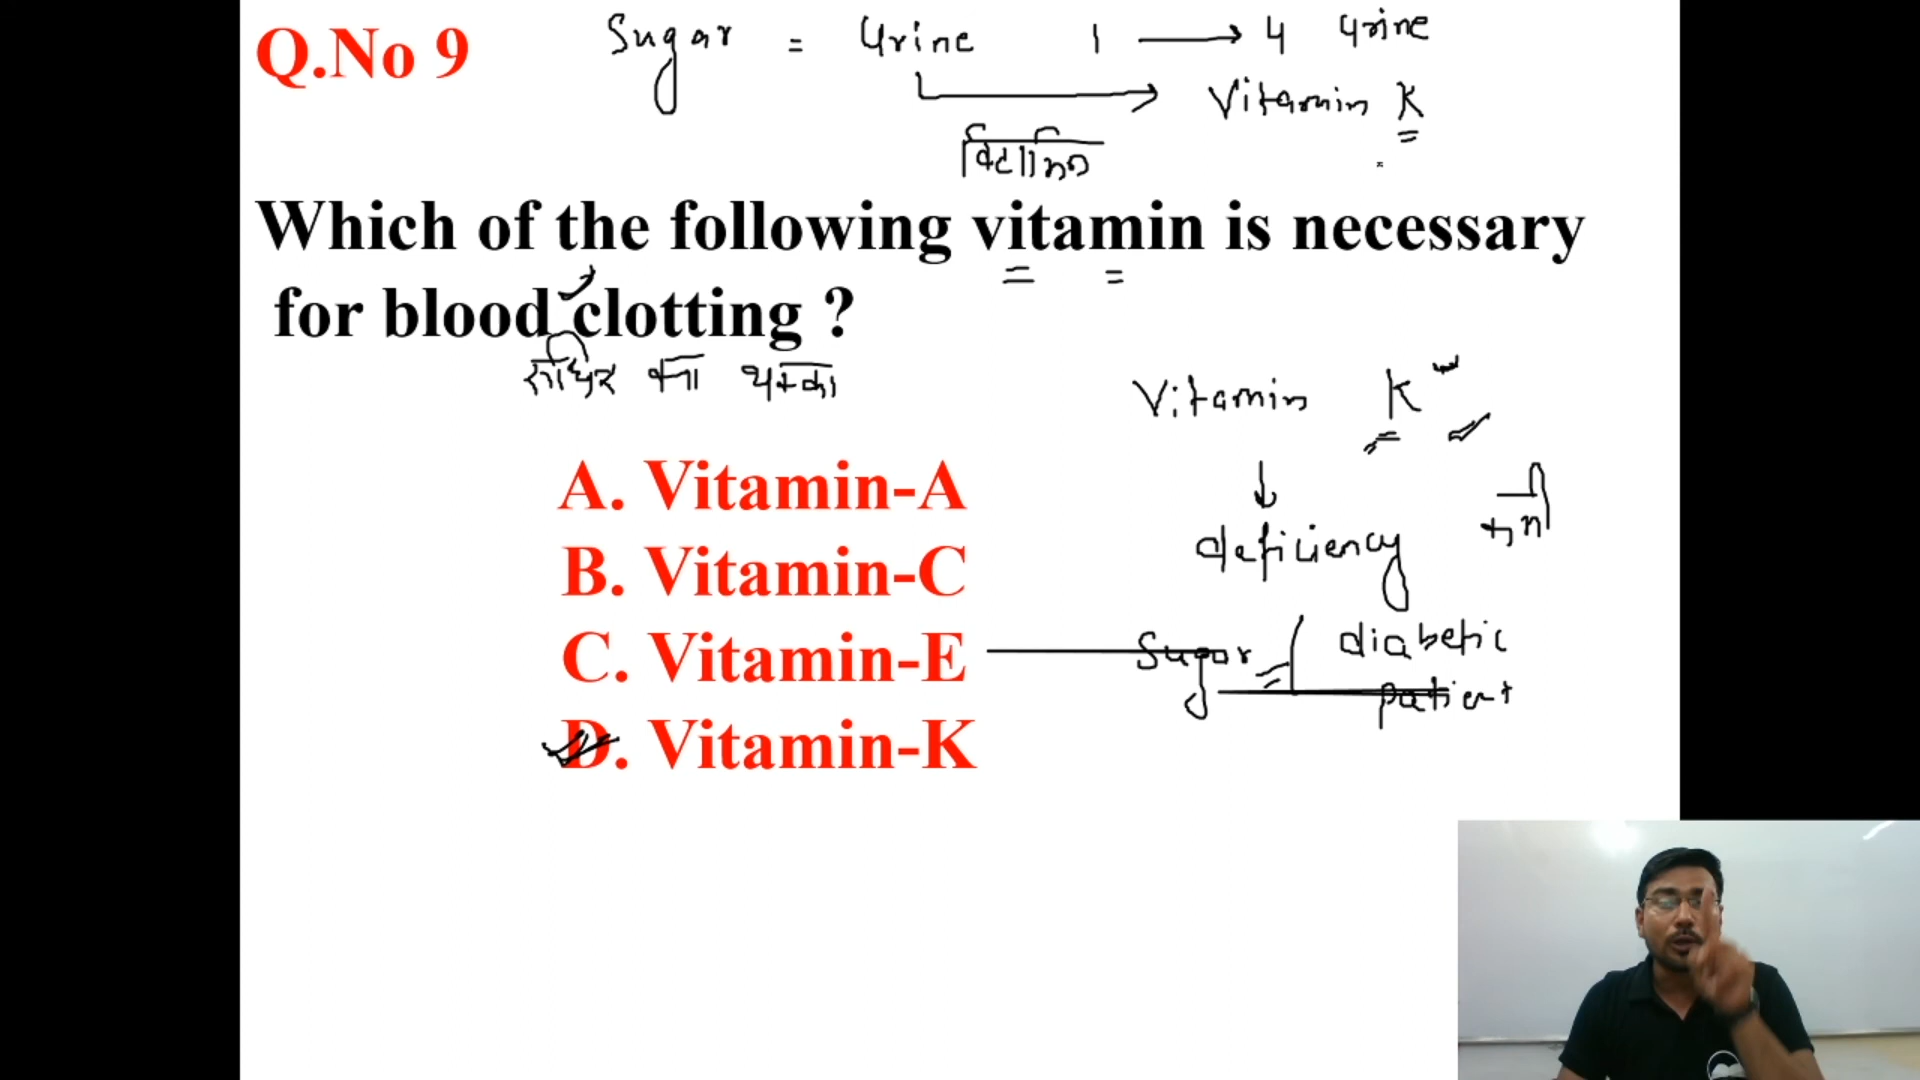 Q.No 9
Sugar = Urine 1 → 4 Urine
Vitamin K
Which of the following vitamin is necessary
for blood clotting ?
रुधिर का थक्का
Vitamin K
A. Vitamin-A
B. Vitamin-C
deficiency
C. Vitamin-E
Sugar = diabetic
patient
D. Vitamin-K